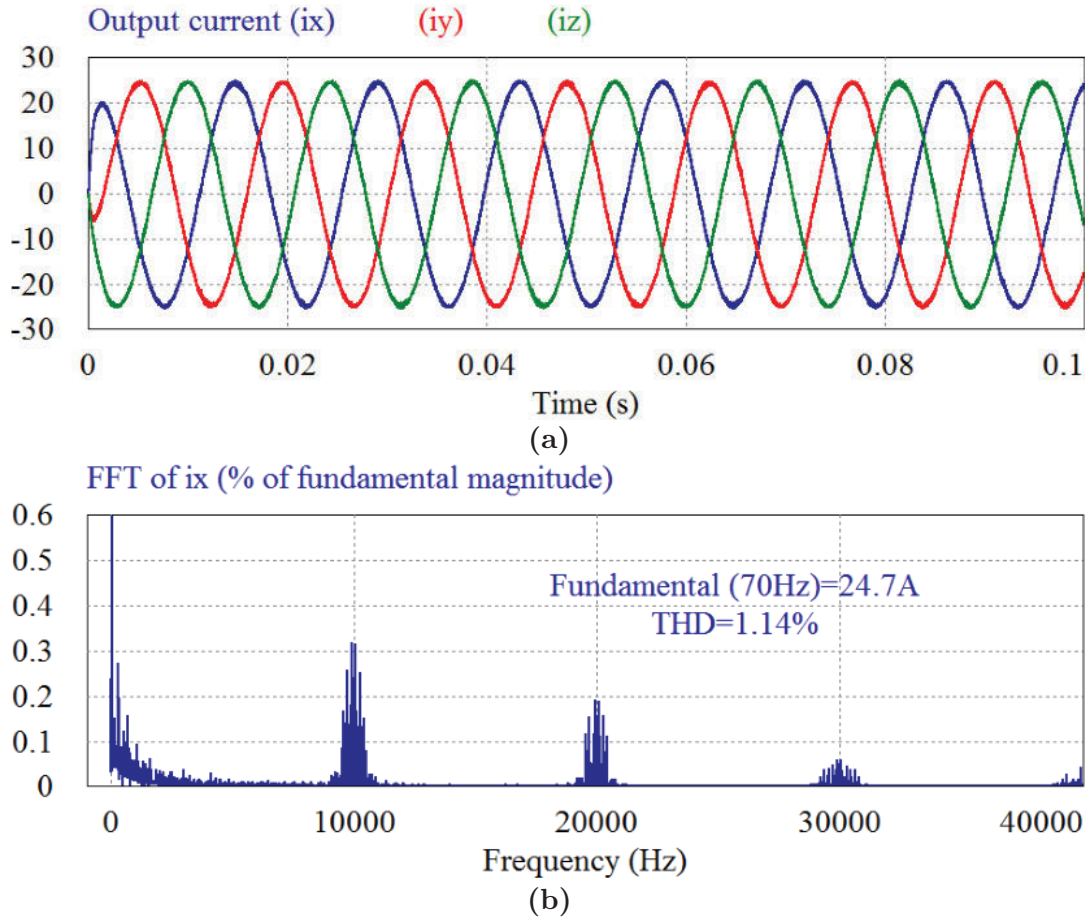 Output current (ix) (iy) (iz)
30
20
10
0
-10
-20
-30
0 0.02 0.04 0.06 0.08 0.1
Time (s)
(a)
FFT of ix (% of fundamental magnitude)
0.6
0.5
0.4
0.3
0.2
0.1
0
Fundamental (70Hz)=24.7A
THD=1.14%
0 10000 20000 30000 40000
Frequency (Hz)
(b)